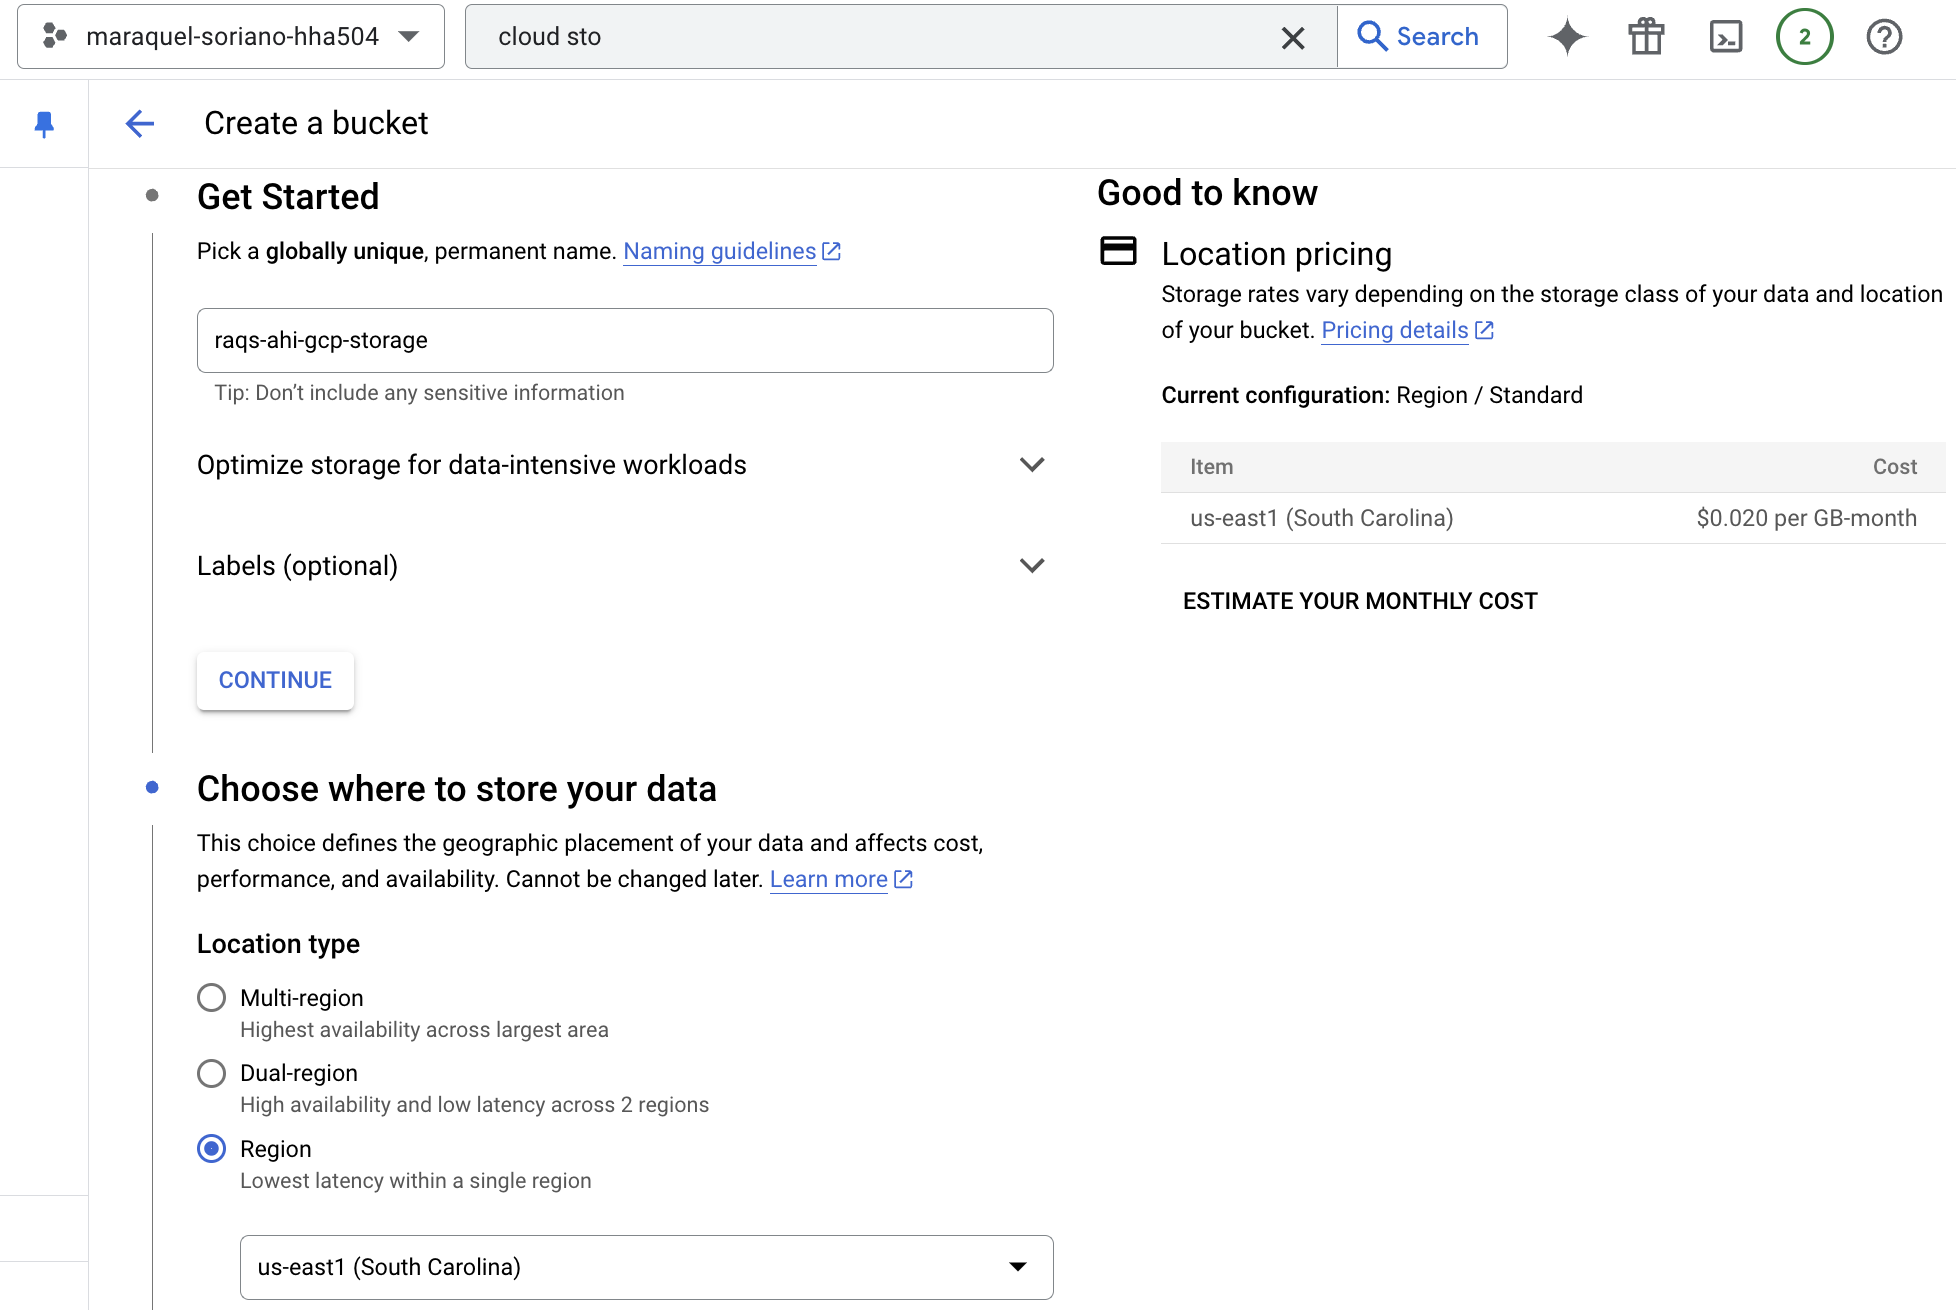 maraquel-soriano-hha504
cloud sto
Search
2
Create a bucket
Get Started
Pick a globally unique, permanent name. Naming guidelines
raqs-ahi-gcp-storage
Tip: Don’t include any sensitive information
Optimize storage for data-intensive workloads
Labels (optional)
CONTINUE
Choose where to store your data
This choice defines the geographic placement of your data and affects cost,
performance, and availability. Cannot be changed later. Learn more
Location type
Multi-region
Highest availability across largest area
Dual-region
High availability and low latency across 2 regions
Region
Lowest latency within a single region
us-east1 (South Carolina)
Good to know
Location pricing
Storage rates vary depending on the storage class of your data and location
of your bucket. Pricing details
Current configuration: Region / Standard
Item Cost
us-east1 (South Carolina) $0.020 per GB-month
ESTIMATE YOUR MONTHLY COST